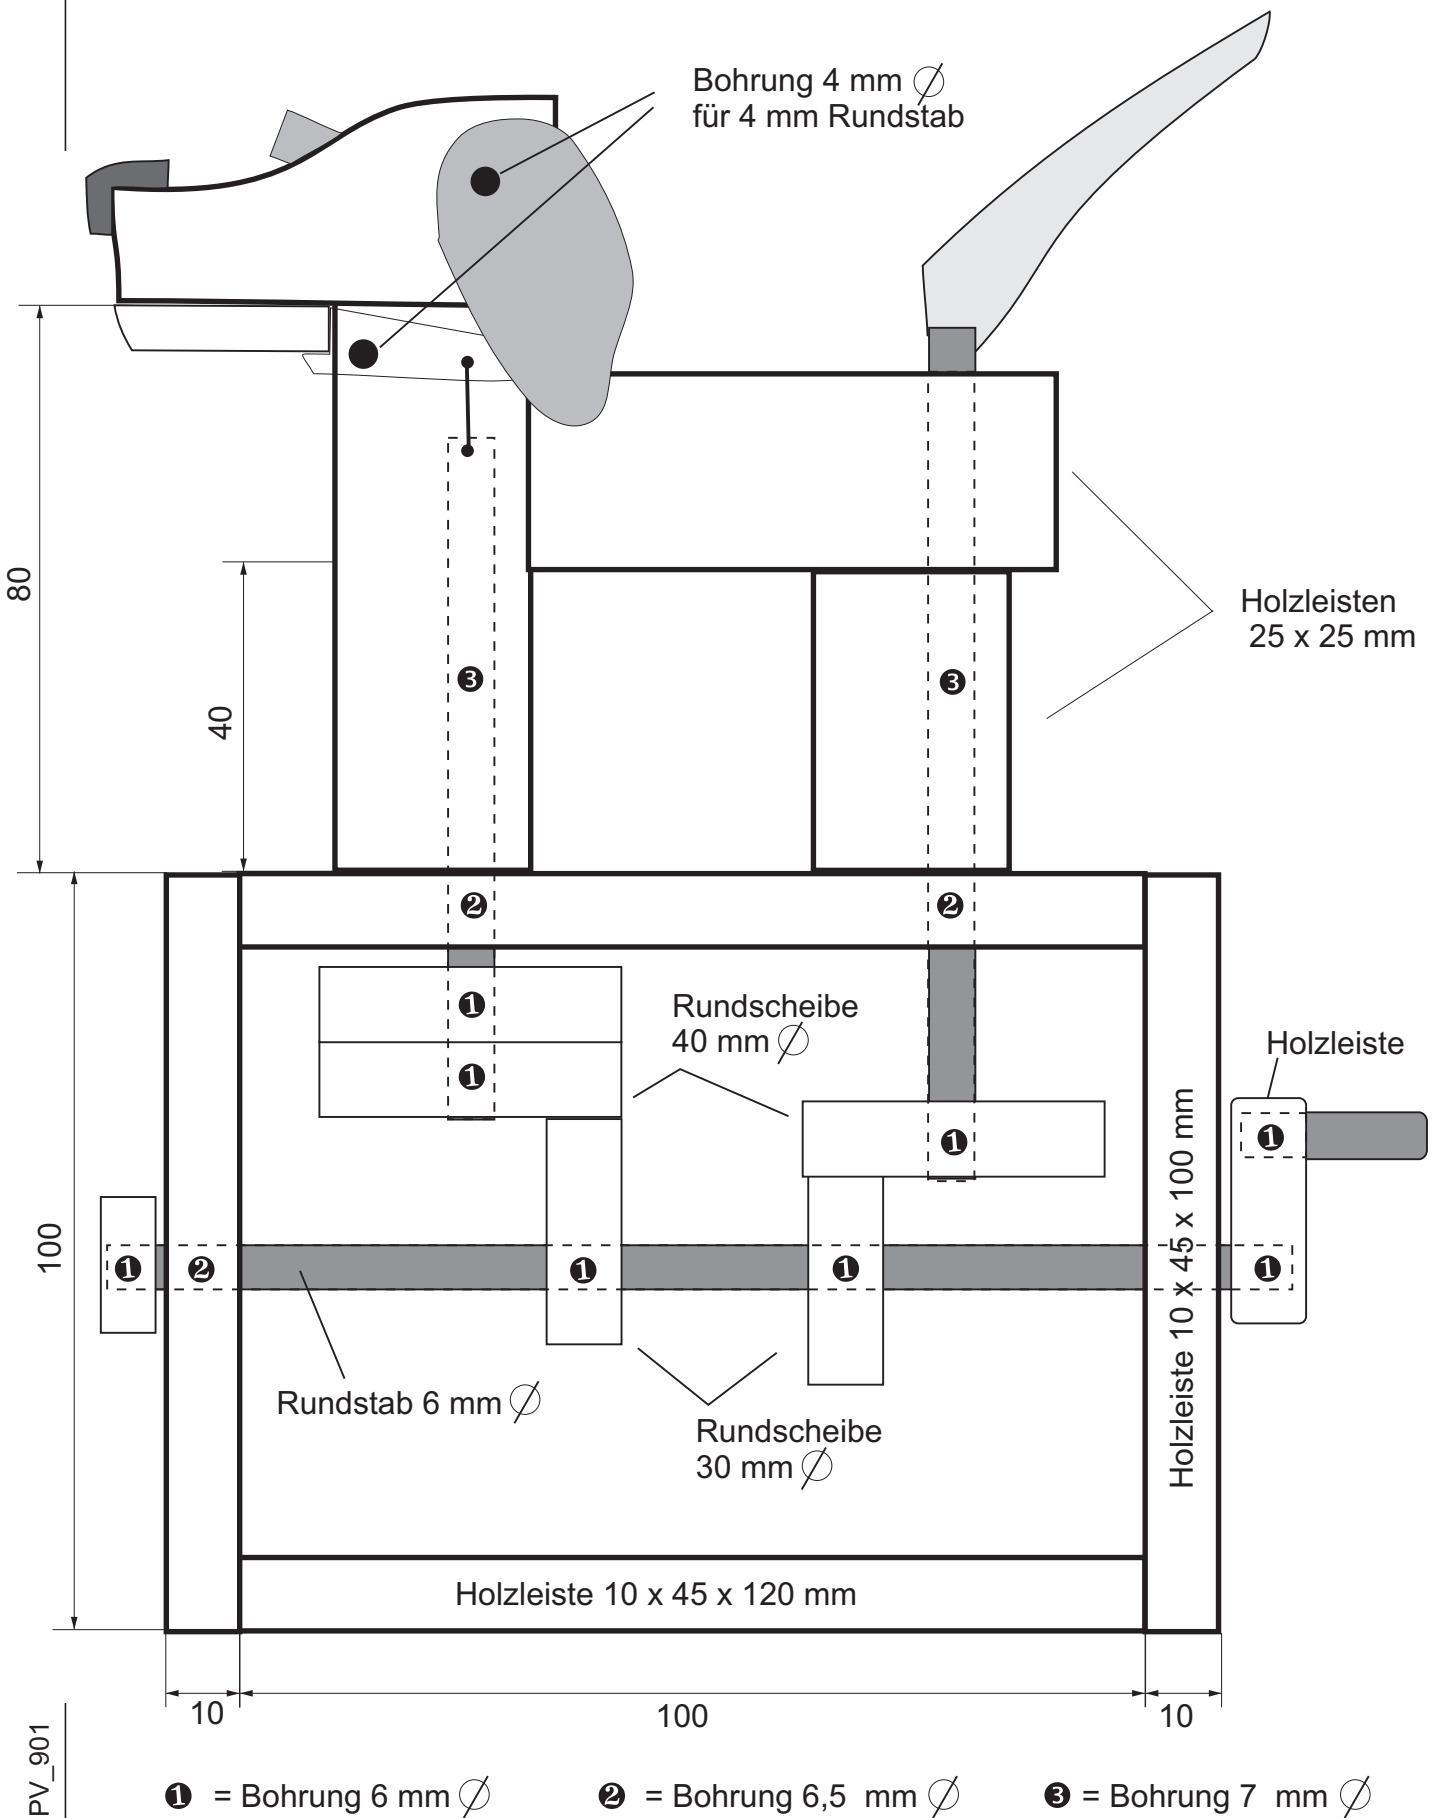 Bohrung 4 mm ∅
für 4 mm Rundstab
80
40
Holzleisten
25 x 25 mm
❸
❸
❷
❷
❶
❶
Rundscheibe
40 mm ∅
Holzleiste
❶
❶
100
❶
❷
❶
❶
❶
Holzleiste 10 x 45 x 100 mm
Rundstab 6 mm ∅
Rundscheibe
30 mm ∅
Holzleiste 10 x 45 x 120 mm
10
100
10
PV_901
❶ = Bohrung 6 mm ∅
❷ = Bohrung 6,5 mm ∅
❸ = Bohrung 7 mm ∅